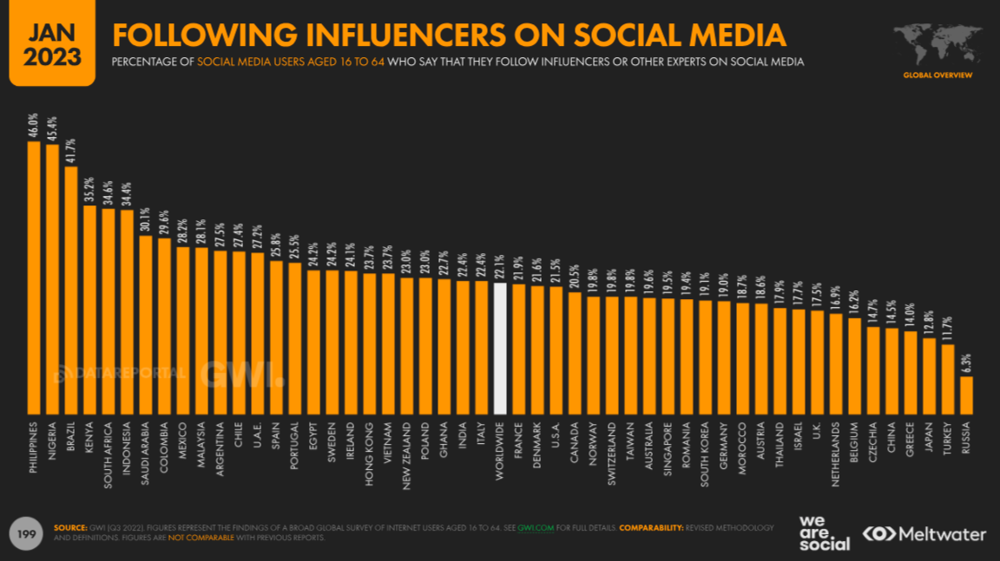 JAN
2023
FOLLOWING INFLUENCERS ON SOCIAL MEDIA
PERCENTAGE OF SOCIAL MEDIA USERS AGED 16 TO 64 WHO SAY THAT THEY FOLLOW INFLUENCERS OR OTHER EXPERTS ON SOCIAL MEDIA
GLOBAL OVERVIEW
46.0%
45.4%
41.7%
35.2%
34.6%
34.4%
30.1%
29.6%
28.2%
28.1%
27.5%
27.4%
27.2%
25.8%
25.5%
24.2%
24.2%
24.1%
23.7%
23.7%
23.0%
23.0%
22.7%
22.4%
22.4%
22.1%
21.9%
21.6%
21.5%
20.5%
19.8%
19.8%
19.8%
19.6%
19.5%
19.4%
19.1%
19.0%
18.7%
18.6%
17.9%
17.7%
17.5%
16.9%
16.2%
14.7%
14.5%
14.0%
12.8%
11.7%
6.3%
DATAREPORTAL
GWI.
PHILIPPINES
NIGERIA
BRAZIL
KENYA
SOUTH AFRICA
INDONESIA
SAUDI ARABIA
COLOMBIA
MEXICO
MALAYSIA
ARGENTINA
CHILE
U.A.E.
SPAIN
PORTUGAL
EGYPT
SWEDEN
IRELAND
HONG KONG
VIETNAM
NEW ZEALAND
POLAND
GHANA
INDIA
ITALY
WORLDWIDE
FRANCE
DENMARK
U.S.A.
CANADA
NORWAY
SWITZERLAND
TAIWAN
AUSTRALIA
SINGAPORE
ROMANIA
SOUTH KOREA
GERMANY
MOROCCO
AUSTRIA
THAILAND
ISRAEL
U.K.
NETHERLANDS
BELGIUM
CZECHIA
CHINA
GREECE
JAPAN
TURKEY
RUSSIA
199
SOURCE: GWI (Q3 2022). FIGURES REPRESENT THE FINDINGS OF A BROAD GLOBAL SURVEY OF INTERNET USERS AGED 16 TO 64. SEE GWI.COM FOR FULL DETAILS. COMPARABILITY: REVISED METHODOLOGY
AND DEFINITIONS. FIGURES ARE NOT COMPARABLE WITH PREVIOUS REPORTS.
we
are
social
Meltwater